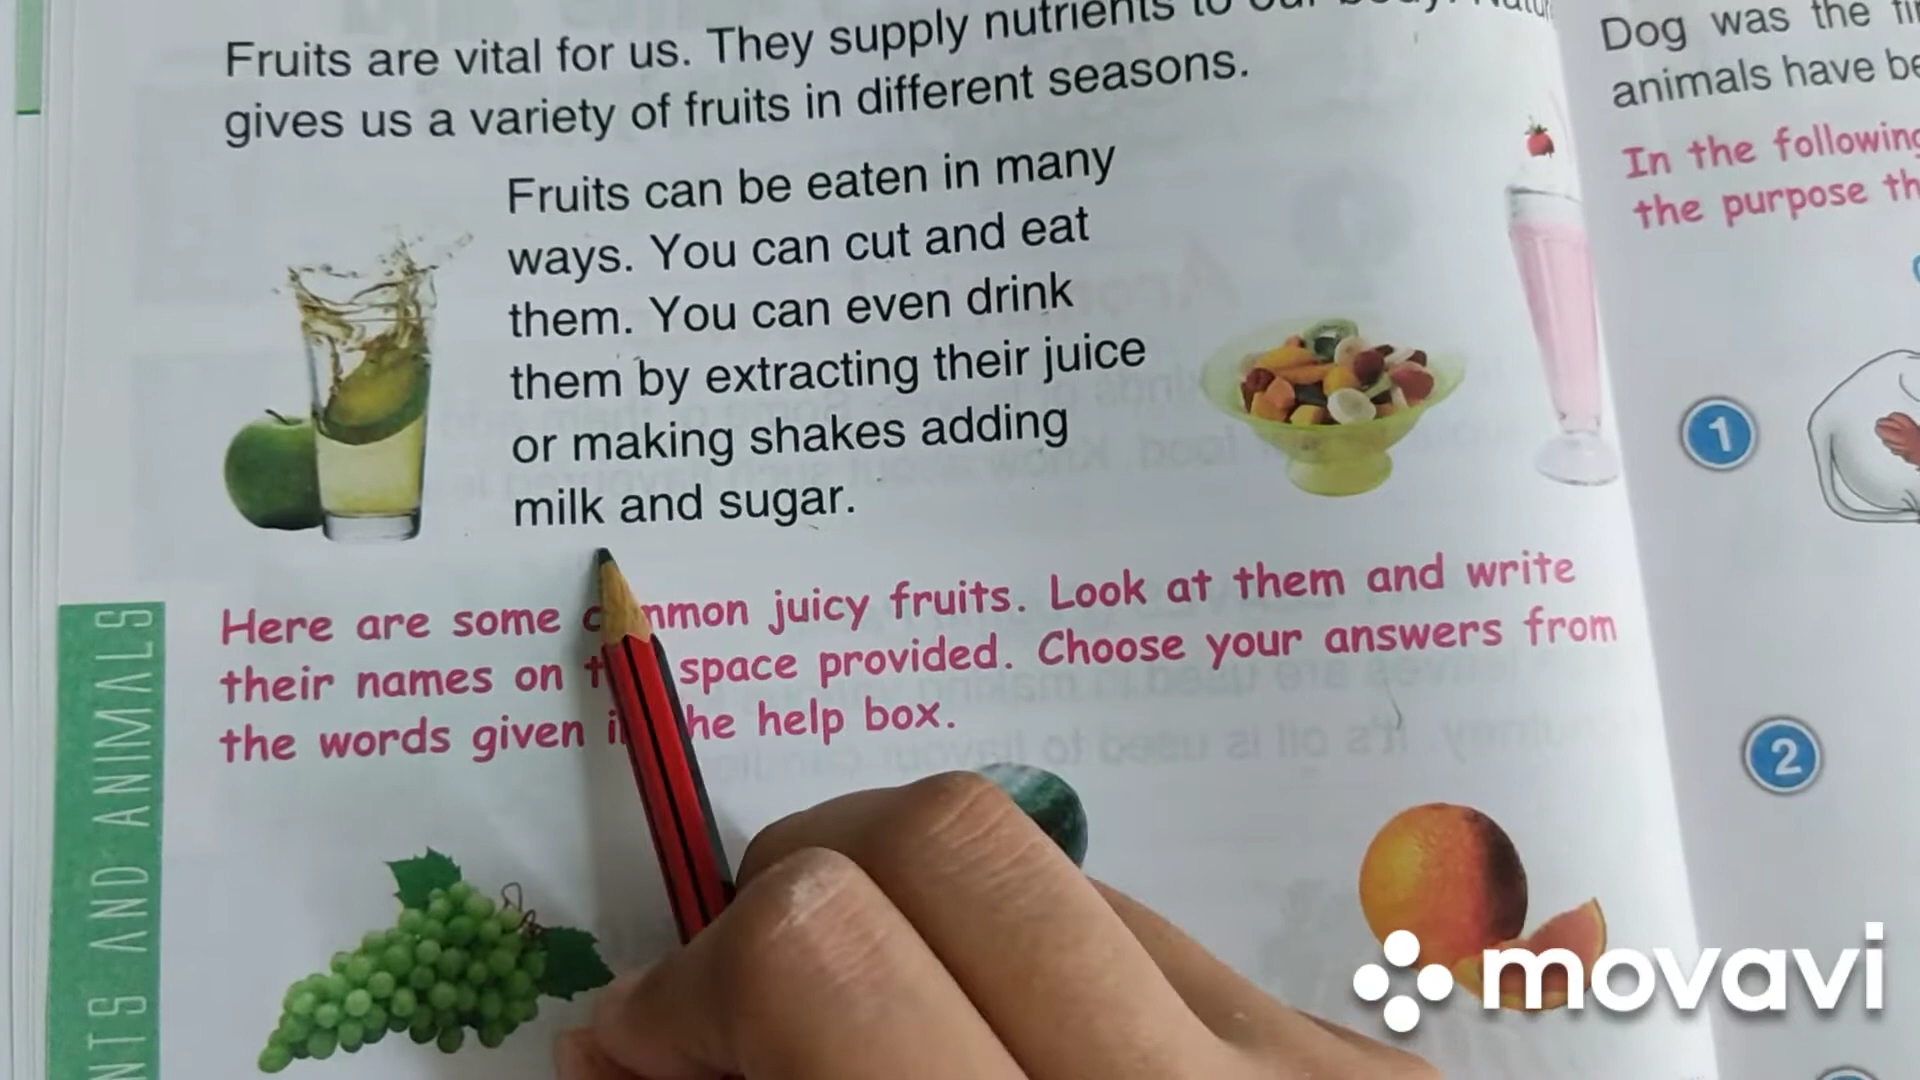 Fruits are vital for us. They supply nutrients to our body.
gives us a variety of fruits in different seasons.
Fruits can be eaten in many
ways. You can cut and eat
them. You can even drink
them by extracting their juice
or making shakes adding
milk and sugar.
Here are some common juicy fruits. Look at them and write
their names on space provided. Choose your answers from
the words given he help box.
NTS AND ANIMALS
Dog was the
animals have
In the following
the purpose
1
2
movavi